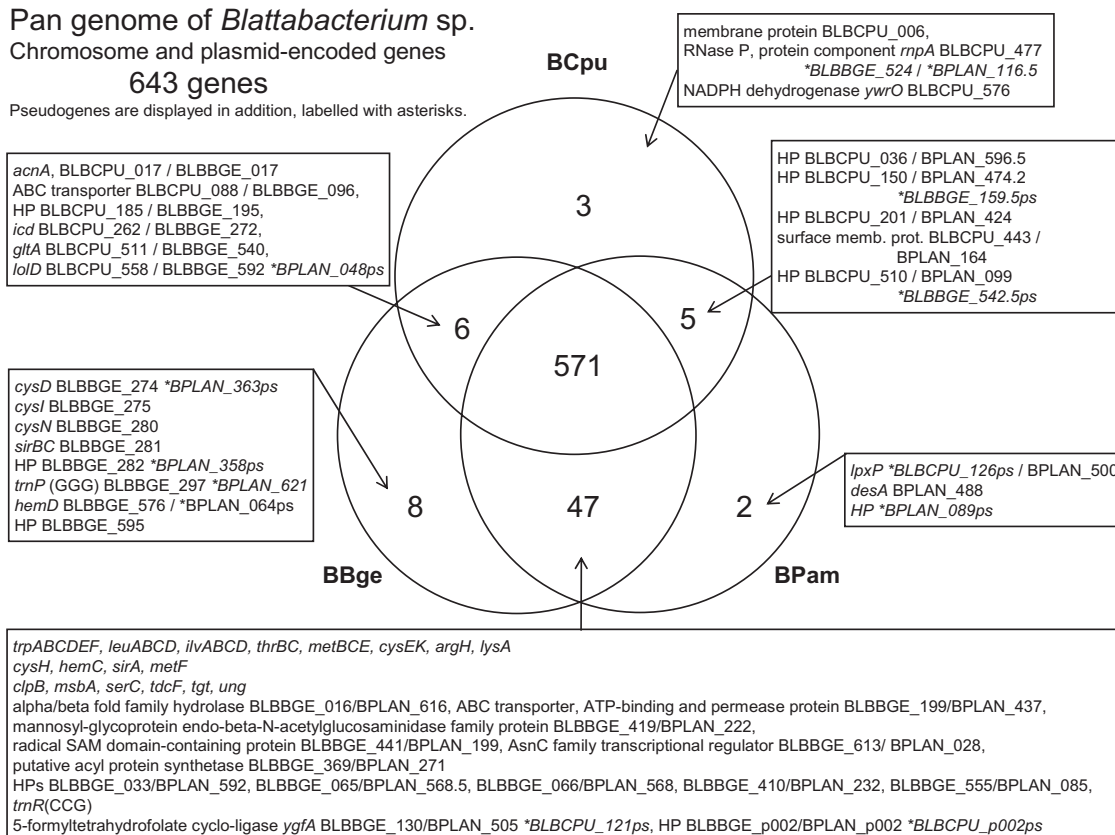 Pan genome of Blattabacterium sp.
Chromosome and plasmid-encoded genes
643 genes
Pseudogenes are displayed in addition, labelled with asterisks.
BCpu
membrane protein BLBCPU_006,
RNase P, protein component rnpA BLBCPU_477
*BLBBGE_524 / *BPLAN_116.5
NADPH dehydrogenase ywrO BLBCPU_576
acnA, BLBCPU_017 / BLBBGE_017
ABC transporter BLBCPU_088 / BLBBGE_096,
HP BLBCPU_185 / BLBBGE_195,
icd BLBCPU_262 / BLBBGE_272,
gltA BLBCPU_511 / BLBBGE_540,
lolD BLBCPU_558 / BLBBGE_592 *BPLAN_048ps
HP BLBCPU_036 / BPLAN_596.5
HP BLBCPU_150 / BPLAN_474.2
*BLBBGE_159.5ps
HP BLBCPU_201 / BPLAN_424
surface memb. prot. BLBCPU_443 /
BPLAN_164
HP BLBCPU_510 / BPLAN_099
*BLBBGE_542.5ps
3
6
5
571
cysD BLBBGE_274 *BPLAN_363ps
cysI BLBBGE_275
cysN BLBBGE_280
sirBC BLBBGE_281
HP BLBBGE_282 *BPLAN_358ps
trnP (GGG) BLBBGE_297 *BPLAN_621
hemD BLBBGE_576 / *BPLAN_064ps
HP BLBBGE_595
8
47
2
lpxP *BLBCPU_126ps / BPLAN_500
desA BPLAN_488
HP *BPLAN_089ps
BBge
BPam
trpABCDEF, leuABCD, ilvABCD, thrBC, metBCE, cysEK, argH, lysA
cysH, hemC, sirA, metF
clpB, msbA, serC, tdcF, tgt, ung
alpha/beta fold family hydrolase BLBBGE_016/BPLAN_616, ABC transporter, ATP-binding and permease protein BLBBGE_199/BPLAN_437,
mannosyl-glycoprotein endo-beta-N-acetylglucosaminidase family protein BLBBGE_419/BPLAN_222,
radical SAM domain-containing protein BLBBGE_441/BPLAN_199, AsnC family transcriptional regulator BLBBGE_613/ BPLAN_028,
putative acyl protein synthetase BLBBGE_369/BPLAN_271
HPs BLBBGE_033/BPLAN_592, BLBBGE_065/BPLAN_568.5, BLBBGE_066/BPLAN_568, BLBBGE_410/BPLAN_232, BLBBGE_555/BPLAN_085,
trnR(CCG)
5-formyltetrahydrofolate cyclo-ligase ygfA BLBBGE_130/BPLAN_505 *BLBCPU_121ps, HP BLBBGE_p002/BPLAN_p002 *BLBCPU_p002ps